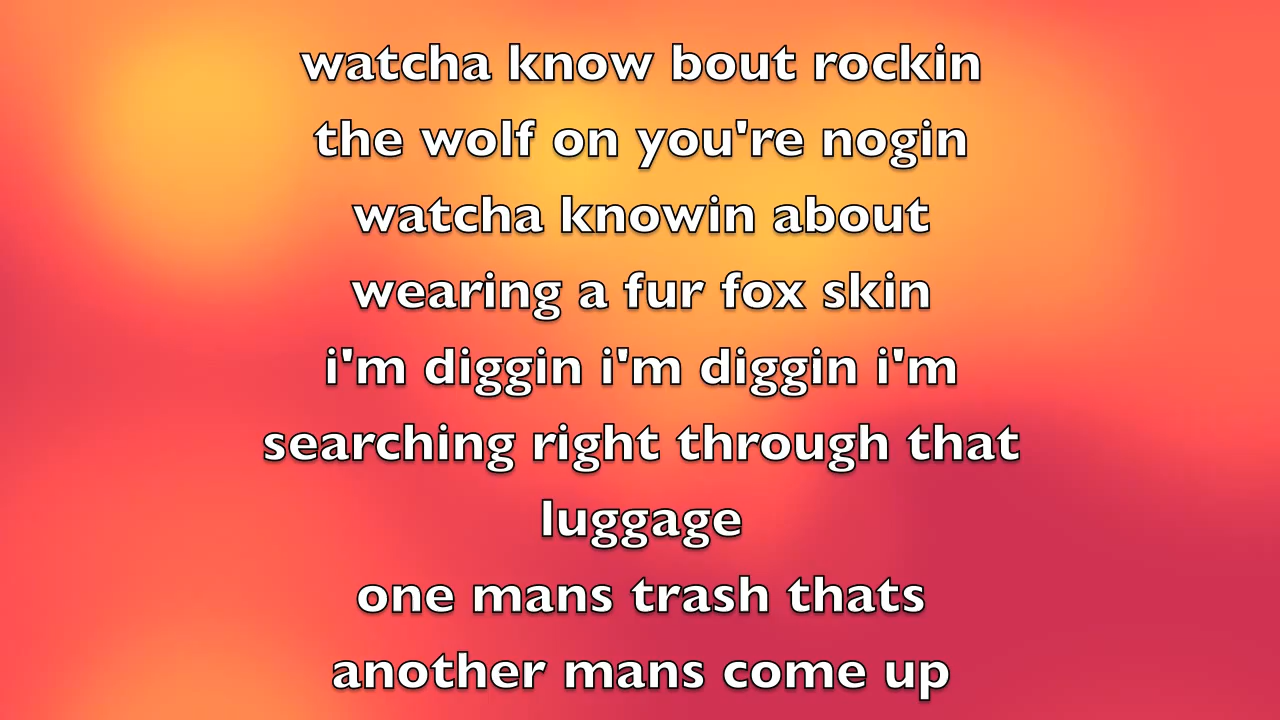 watcha know bout rockin
the wolf on you're nogin
watcha knowin about
wearing a fur fox skin
i'm diggin i'm diggin i'm
searching right through that
luggage
one mans trash thats
another mans come up